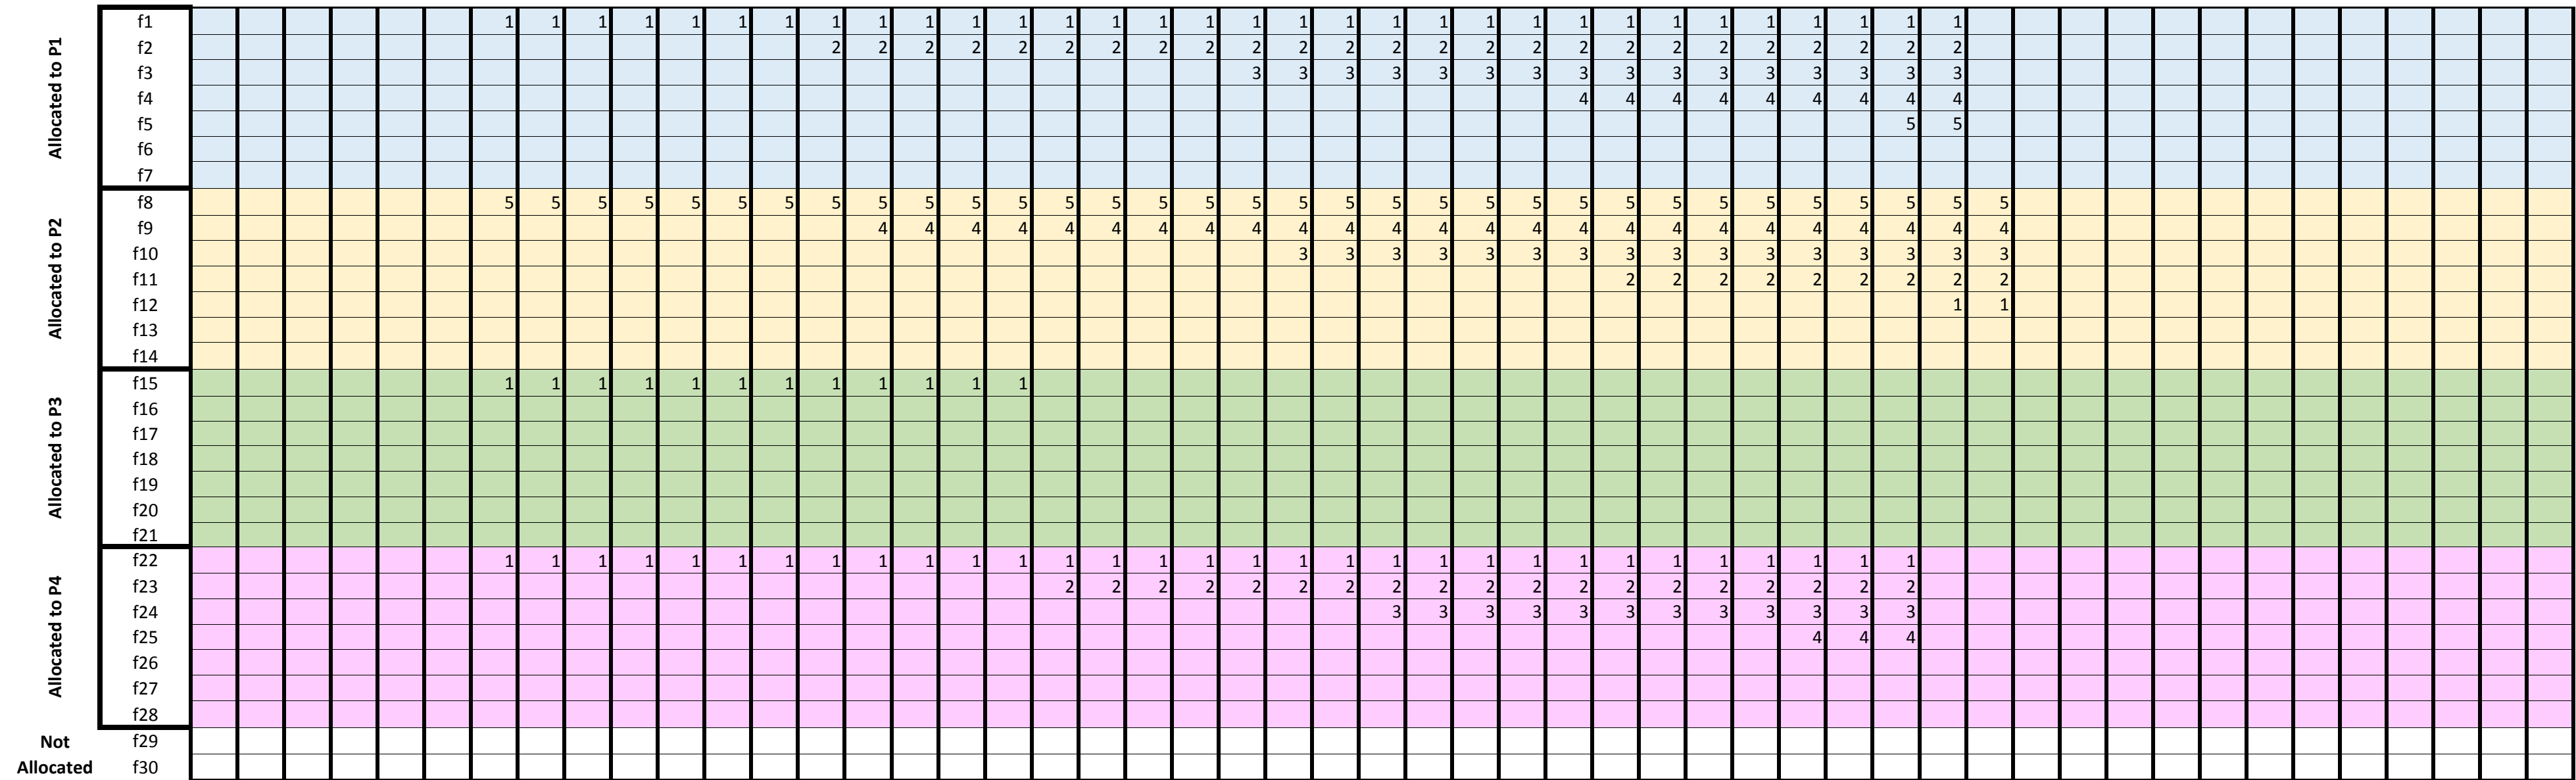 Allocated to P1
f1 1 1 1 1 1 1 1 1 1 1 1 1 1 1 1 1 1 1 1 1 1 1 1 1 1 1 1 1 1 1 1 1
f2 2 2 2 2 2 2 2 2 2 2 2 2 2 2 2 2 2 2 2 2 2 2 2 2 2
f3 3 3 3 3 3 3 3 3 3 3 3 3 3 3 3 3
f4 4 4 4 4 4 4 4 4 4
f5 5 5
f6
f7
Allocated to P2
f8 5 5 5 5 5 5 5 5 5 5 5 5 5 5 5 5 5 5 5 5 5 5 5 5 5 5 5 5 5 5 5 5 5
f9 4 4 4 4 4 4 4 4 4 4 4 4 4 4 4 4 4 4 4 4 4 4 4 4 4
f10 3 3 3 3 3 3 3 3 3 3 3 3 3 3 3 3
f11 2 2 2 2 2 2 2 2 2
f12 1 1
f13
f14
Allocated to P3
f15 1 1 1 1 1 1 1 1 1 1 1 1
f16
f17
f18
f19
f20
f21
Allocated to P4
f22 1 1 1 1 1 1 1 1 1 1 1 1 1 1 1 1 1 1 1 1 1 1 1 1 1 1 1 1 1 1 1
f23 2 2 2 2 2 2 2 2 2 2 2 2 2 2 2 2 2 2 2
f24 3 3 3 3 3 3 3 3 3 3 3 3
f25 4 4 4
f26
f27
f28
Not f29
Allocated f30